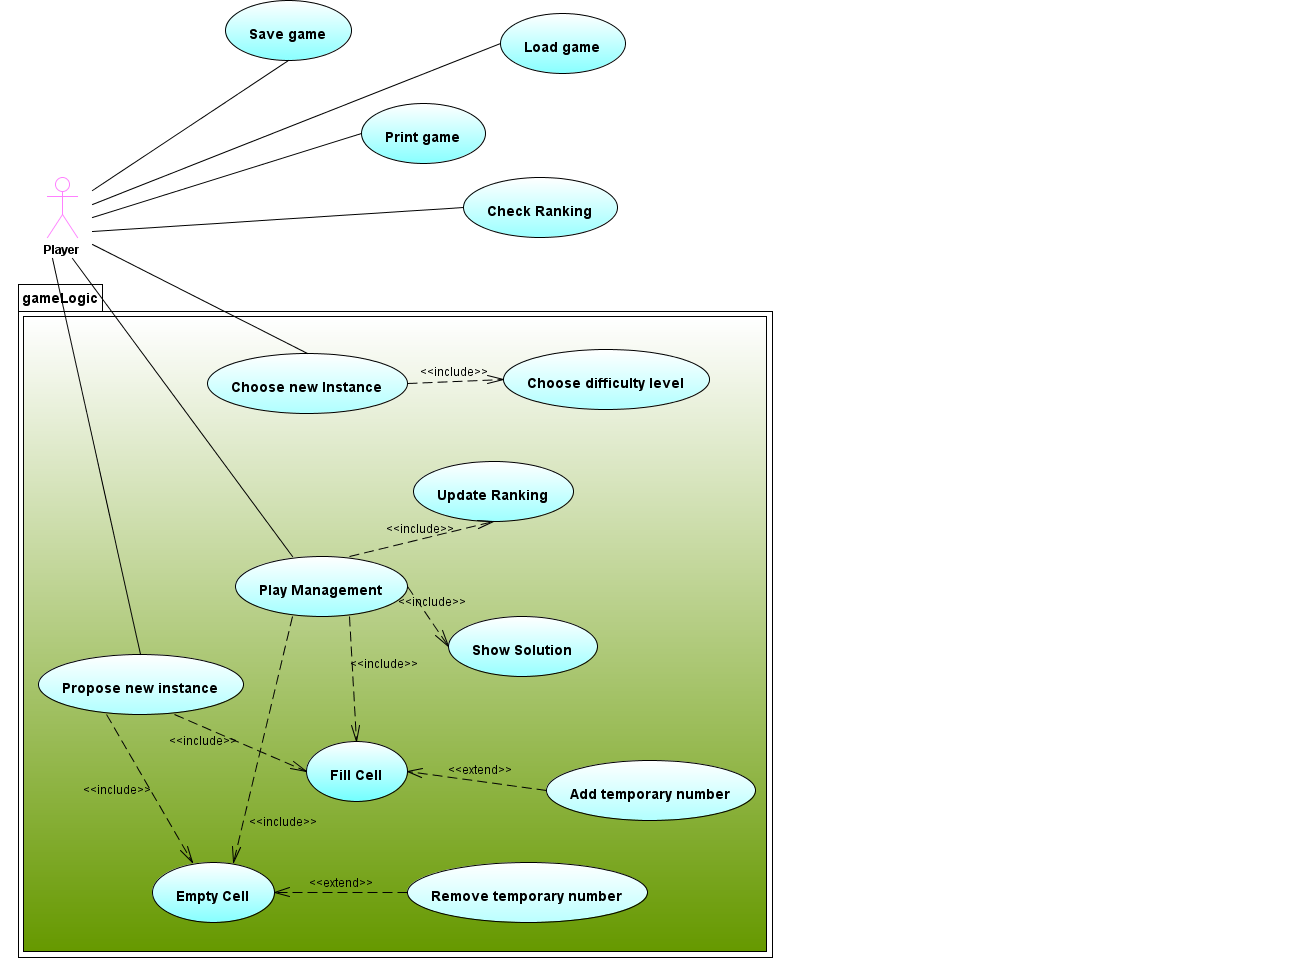 Save game
Load game
Print game
Check Ranking
Player
gameLogic
Choose new Instance
<<include>>
Choose difficulty level
Update Ranking
<<include>>
Play Management
<<include>>
Show Solution
<<include>>
Propose new instance
<<include>>
Fill Cell
<<extend>>
Add temporary number
<<include>>
<<include>>
Empty Cell
<<extend>>
Remove temporary number